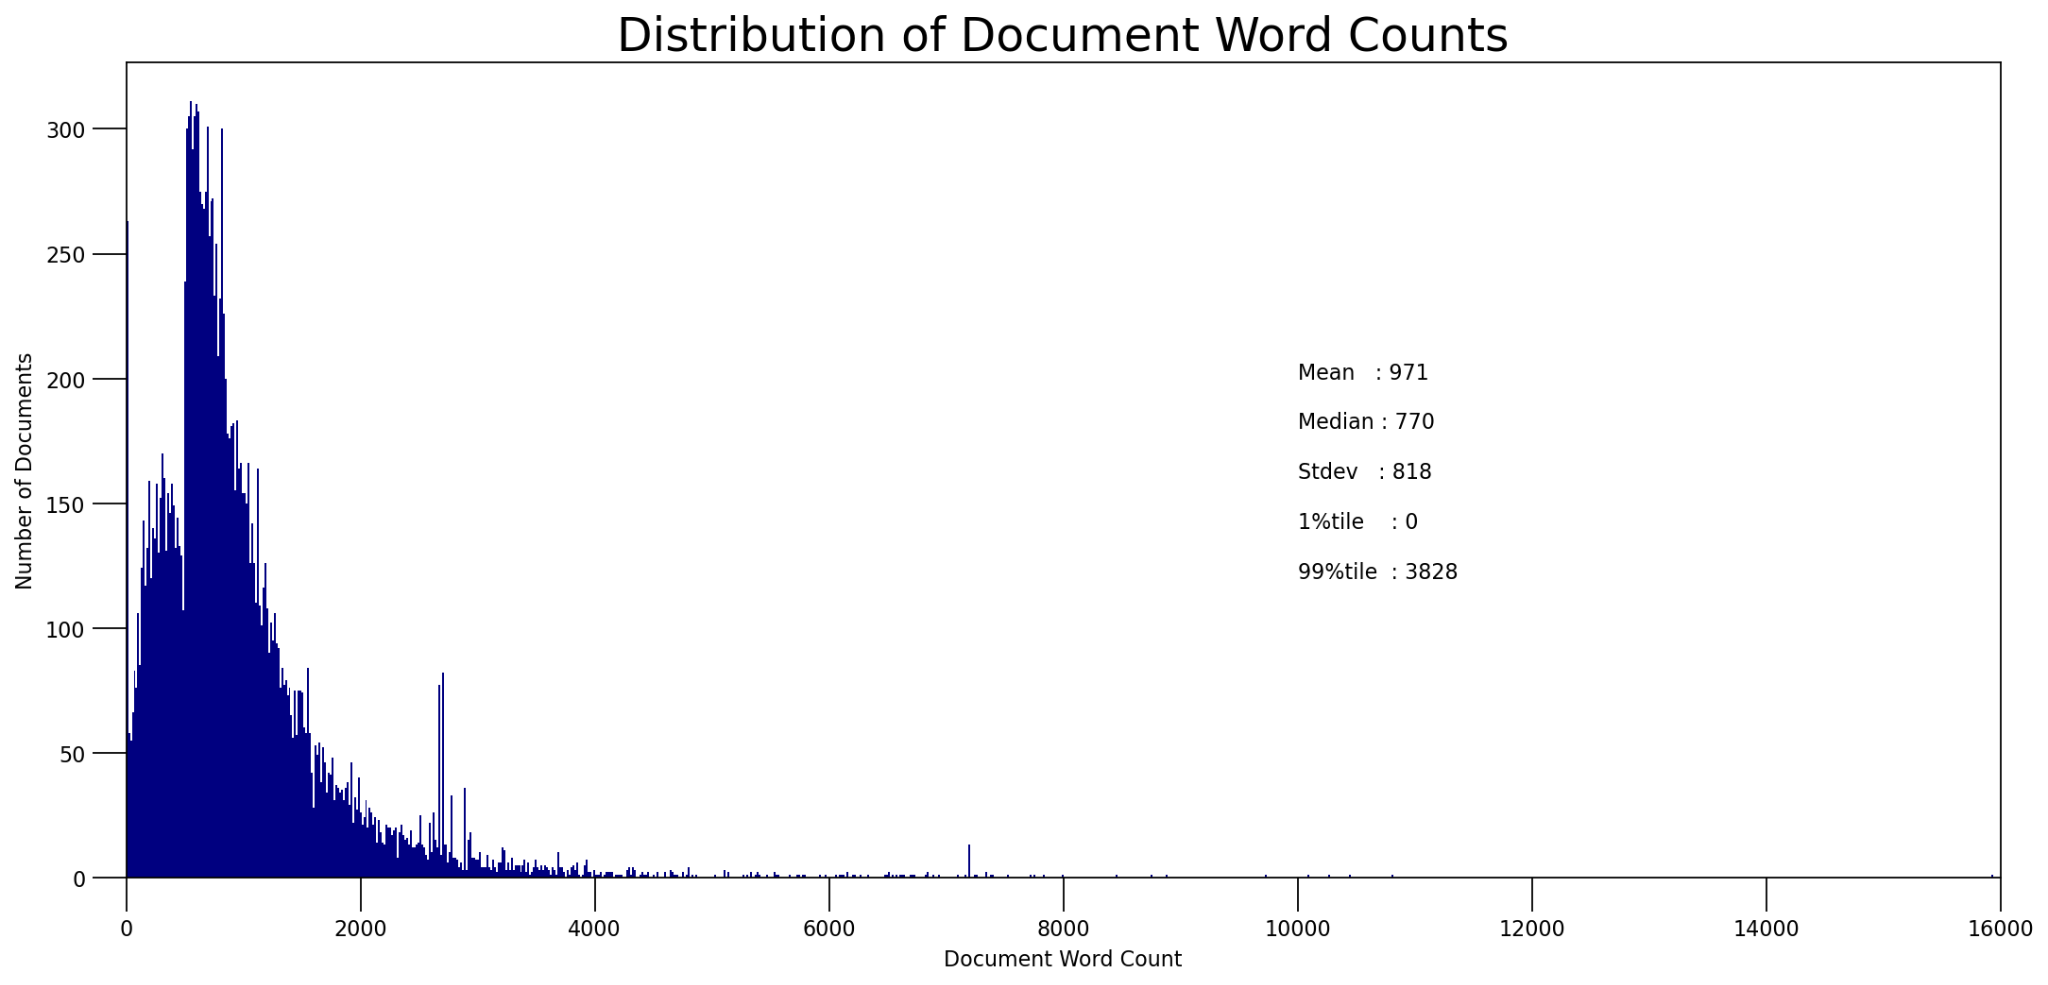 Distribution of Document Word Counts
300
250
200
150
100
50
0
Number of Documents
Mean : 971
Median : 770
Stdev : 818
1%tile : 0
99%tile : 3828
0 2000 4000 6000 8000 10000 12000 14000 16000
Document Word Count